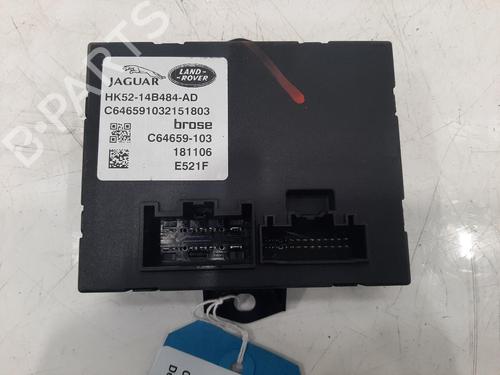 JAGUAR
LAND-
ROVER
HK52-14B484-AD
C646591032151803
brose
C64659-103
181106
E521F
B PARTS